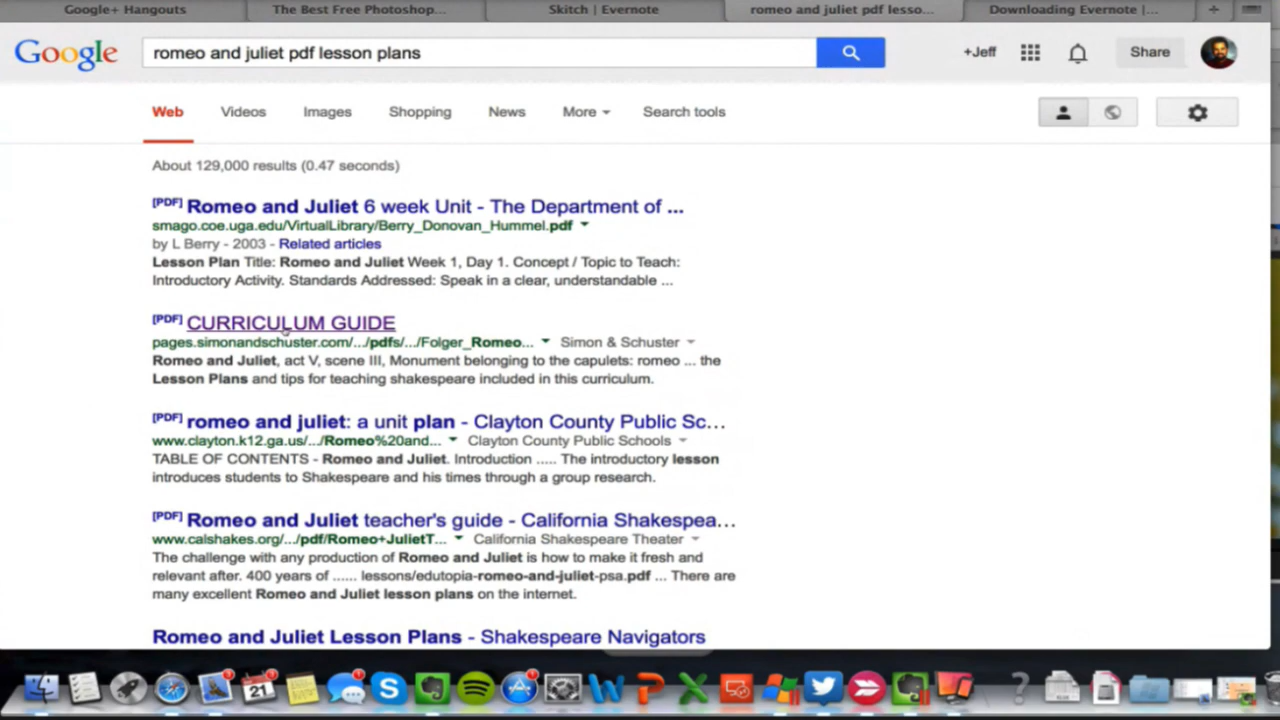 Google+ Hangouts
The Best Free Photoshop...
Skitch | Evernote
romeo and juliet pdf lesso...
Downloading Evernote |...
+
Google
romeo and juliet pdf lesson plans
+Jeff
Share
Web
Videos
Images
Shopping
News
More
Search tools
About 129,000 results (0.47 seconds)
[PDF] Romeo and Juliet 6 week Unit - The Department of ...
smago.coe.uga.edu/VirtualLibrary/Berry_Donovan_Hummel.pdf
by L Berry - 2003 - Related articles
Lesson Plan Title: Romeo and Juliet Week 1, Day 1. Concept / Topic to Teach:
Introductory Activity. Standards Addressed: Speak in a clear, understandable ...
[PDF] CURRICULUM GUIDE
pages.simonandschuster.com/.../pdfs/.../Folger_Romeo... Simon & Schuster
Romeo and Juliet, act V, scene III, Monument belonging to the capulets: romeo ... the
Lesson Plans and tips for teaching shakespeare included in this curriculum.
[PDF] romeo and juliet: a unit plan - Clayton County Public Sc...
www.clayton.k12.ga.us/.../Romeo%20and... Clayton County Public Schools
TABLE OF CONTENTS - Romeo and Juliet. Introduction ..... The introductory lesson
introduces students to Shakespeare and his times through a group research.
[PDF] Romeo and Juliet teacher's guide - California Shakespea...
www.calshakes.org/.../pdf/Romeo+JulietT... California Shakespeare Theater
The challenge with any production of Romeo and Juliet is how to make it fresh and
relevant after. 400 years of ...... lessons/edutopia-romeo-and-juliet-psa.pdf ... There are
many excellent Romeo and Juliet lesson plans on the internet.
Romeo and Juliet Lesson Plans - Shakespeare Navigators
21